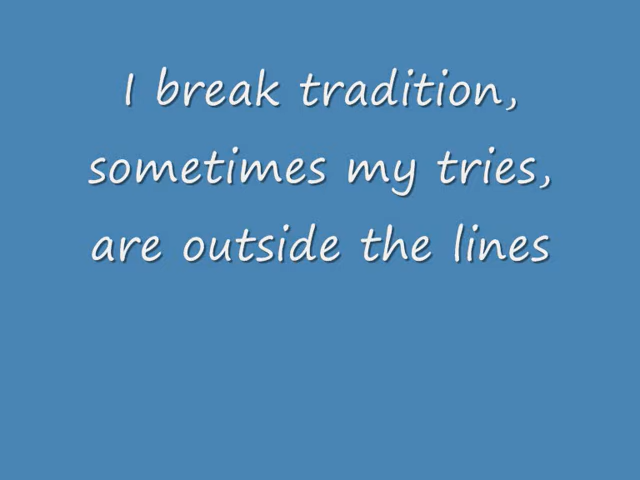 I break tradition,
sometimes my tries,
are outside the lines